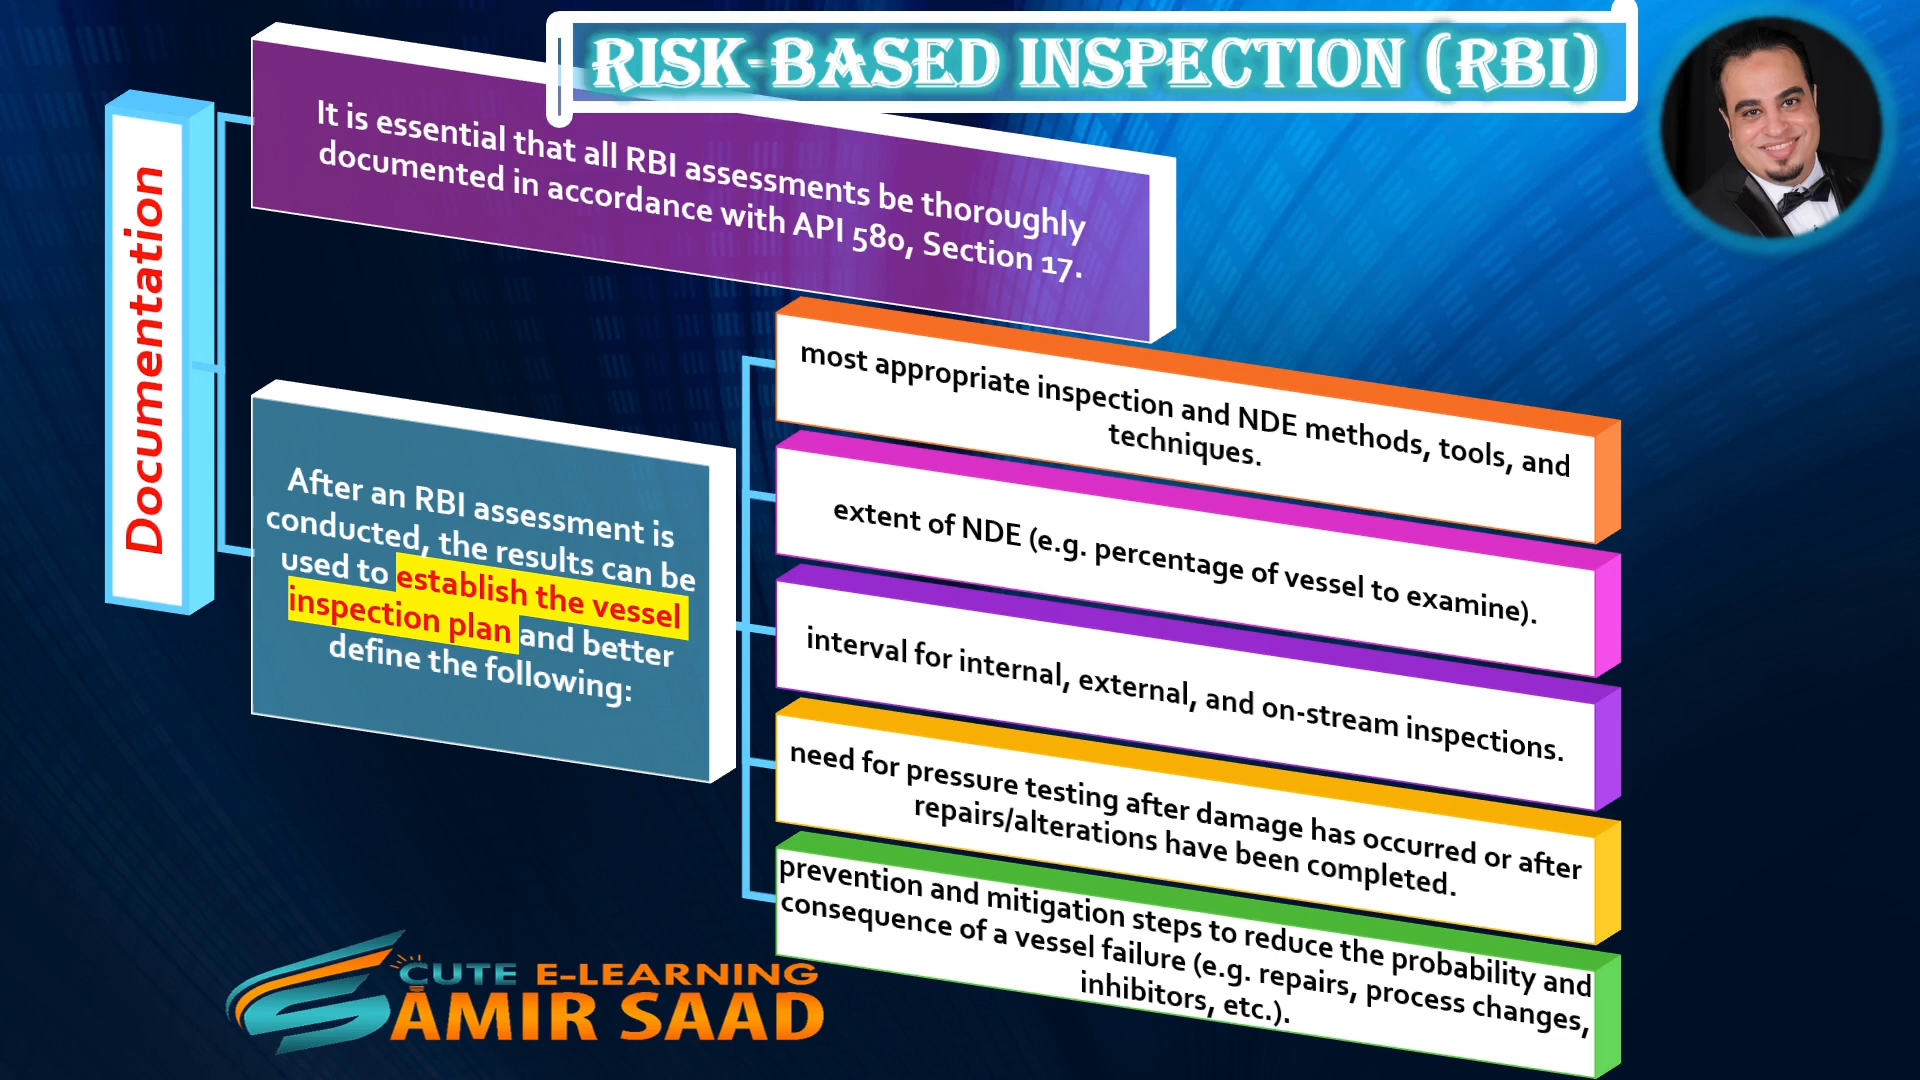 RISK-BASED INSPECTION (RBI)
Documentation
It is essential that all RBI assessments be thoroughly
documented in accordance with API 580, Section 17.
After an RBI assessment is
conducted, the results can be
used to establish the vessel
inspection plan and better
define the following:
most appropriate inspection and NDE methods, tools, and
techniques.
extent of NDE (e.g. percentage of vessel to examine).
interval for internal, external, and on-stream inspections.
need for pressure testing after damage has occurred or after
repairs/alterations have been completed.
prevention and mitigation steps to reduce the probability and
consequence of a vessel failure (e.g. repairs, process changes,
inhibitors, etc.).
CUTE E-LEARNING
AMIR SAAD